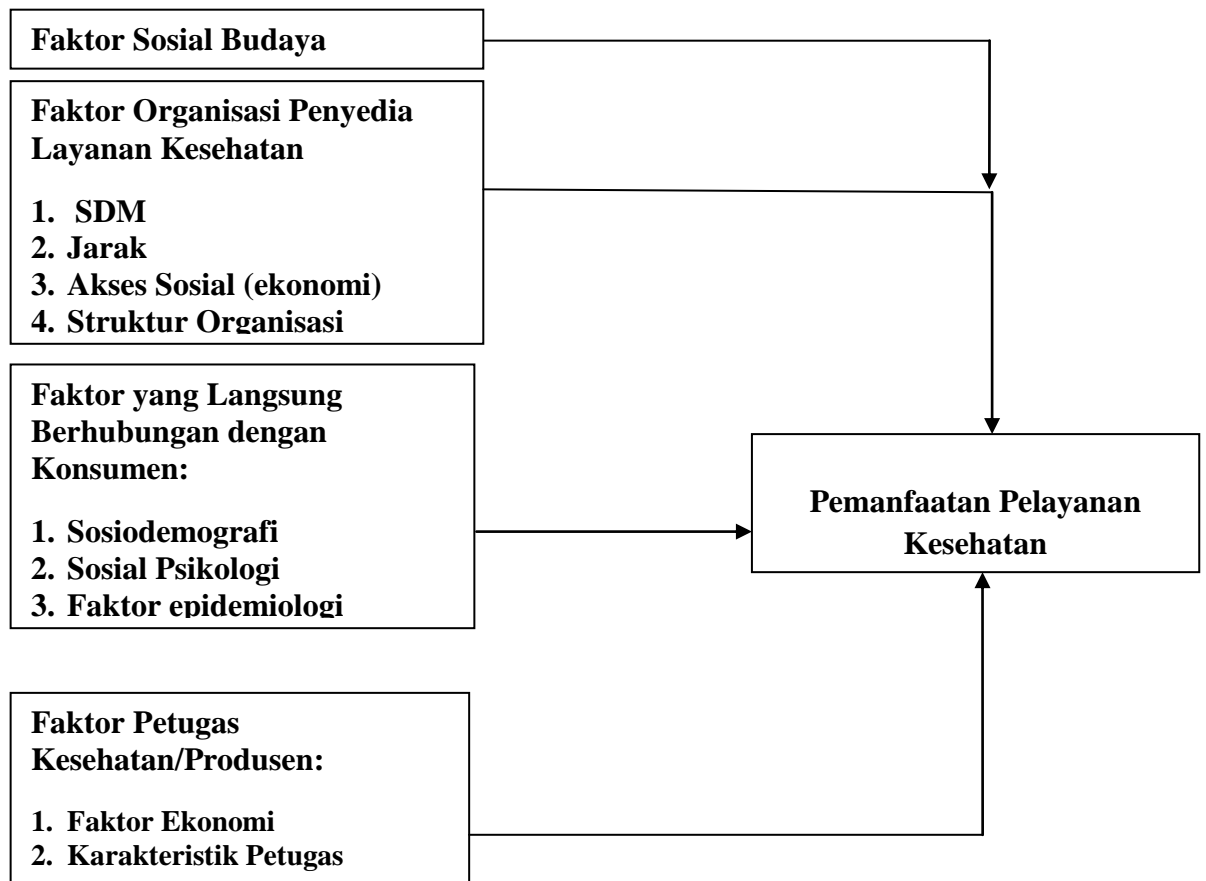 Faktor Sosial Budaya
Faktor Organisasi Penyedia
Layanan Kesehatan
1. SDM
2. Jarak
3. Akses Sosial (ekonomi)
4. Struktur Organisasi
Faktor yang Langsung
Berhubungan dengan
Konsumen:
1. Sosiodemografi
2. Sosial Psikologi
3. Faktor epidemiologi
Pemanfaatan Pelayanan
Kesehatan
Faktor Petugas
Kesehatan/Produsen:
1. Faktor Ekonomi
2. Karakteristik Petugas